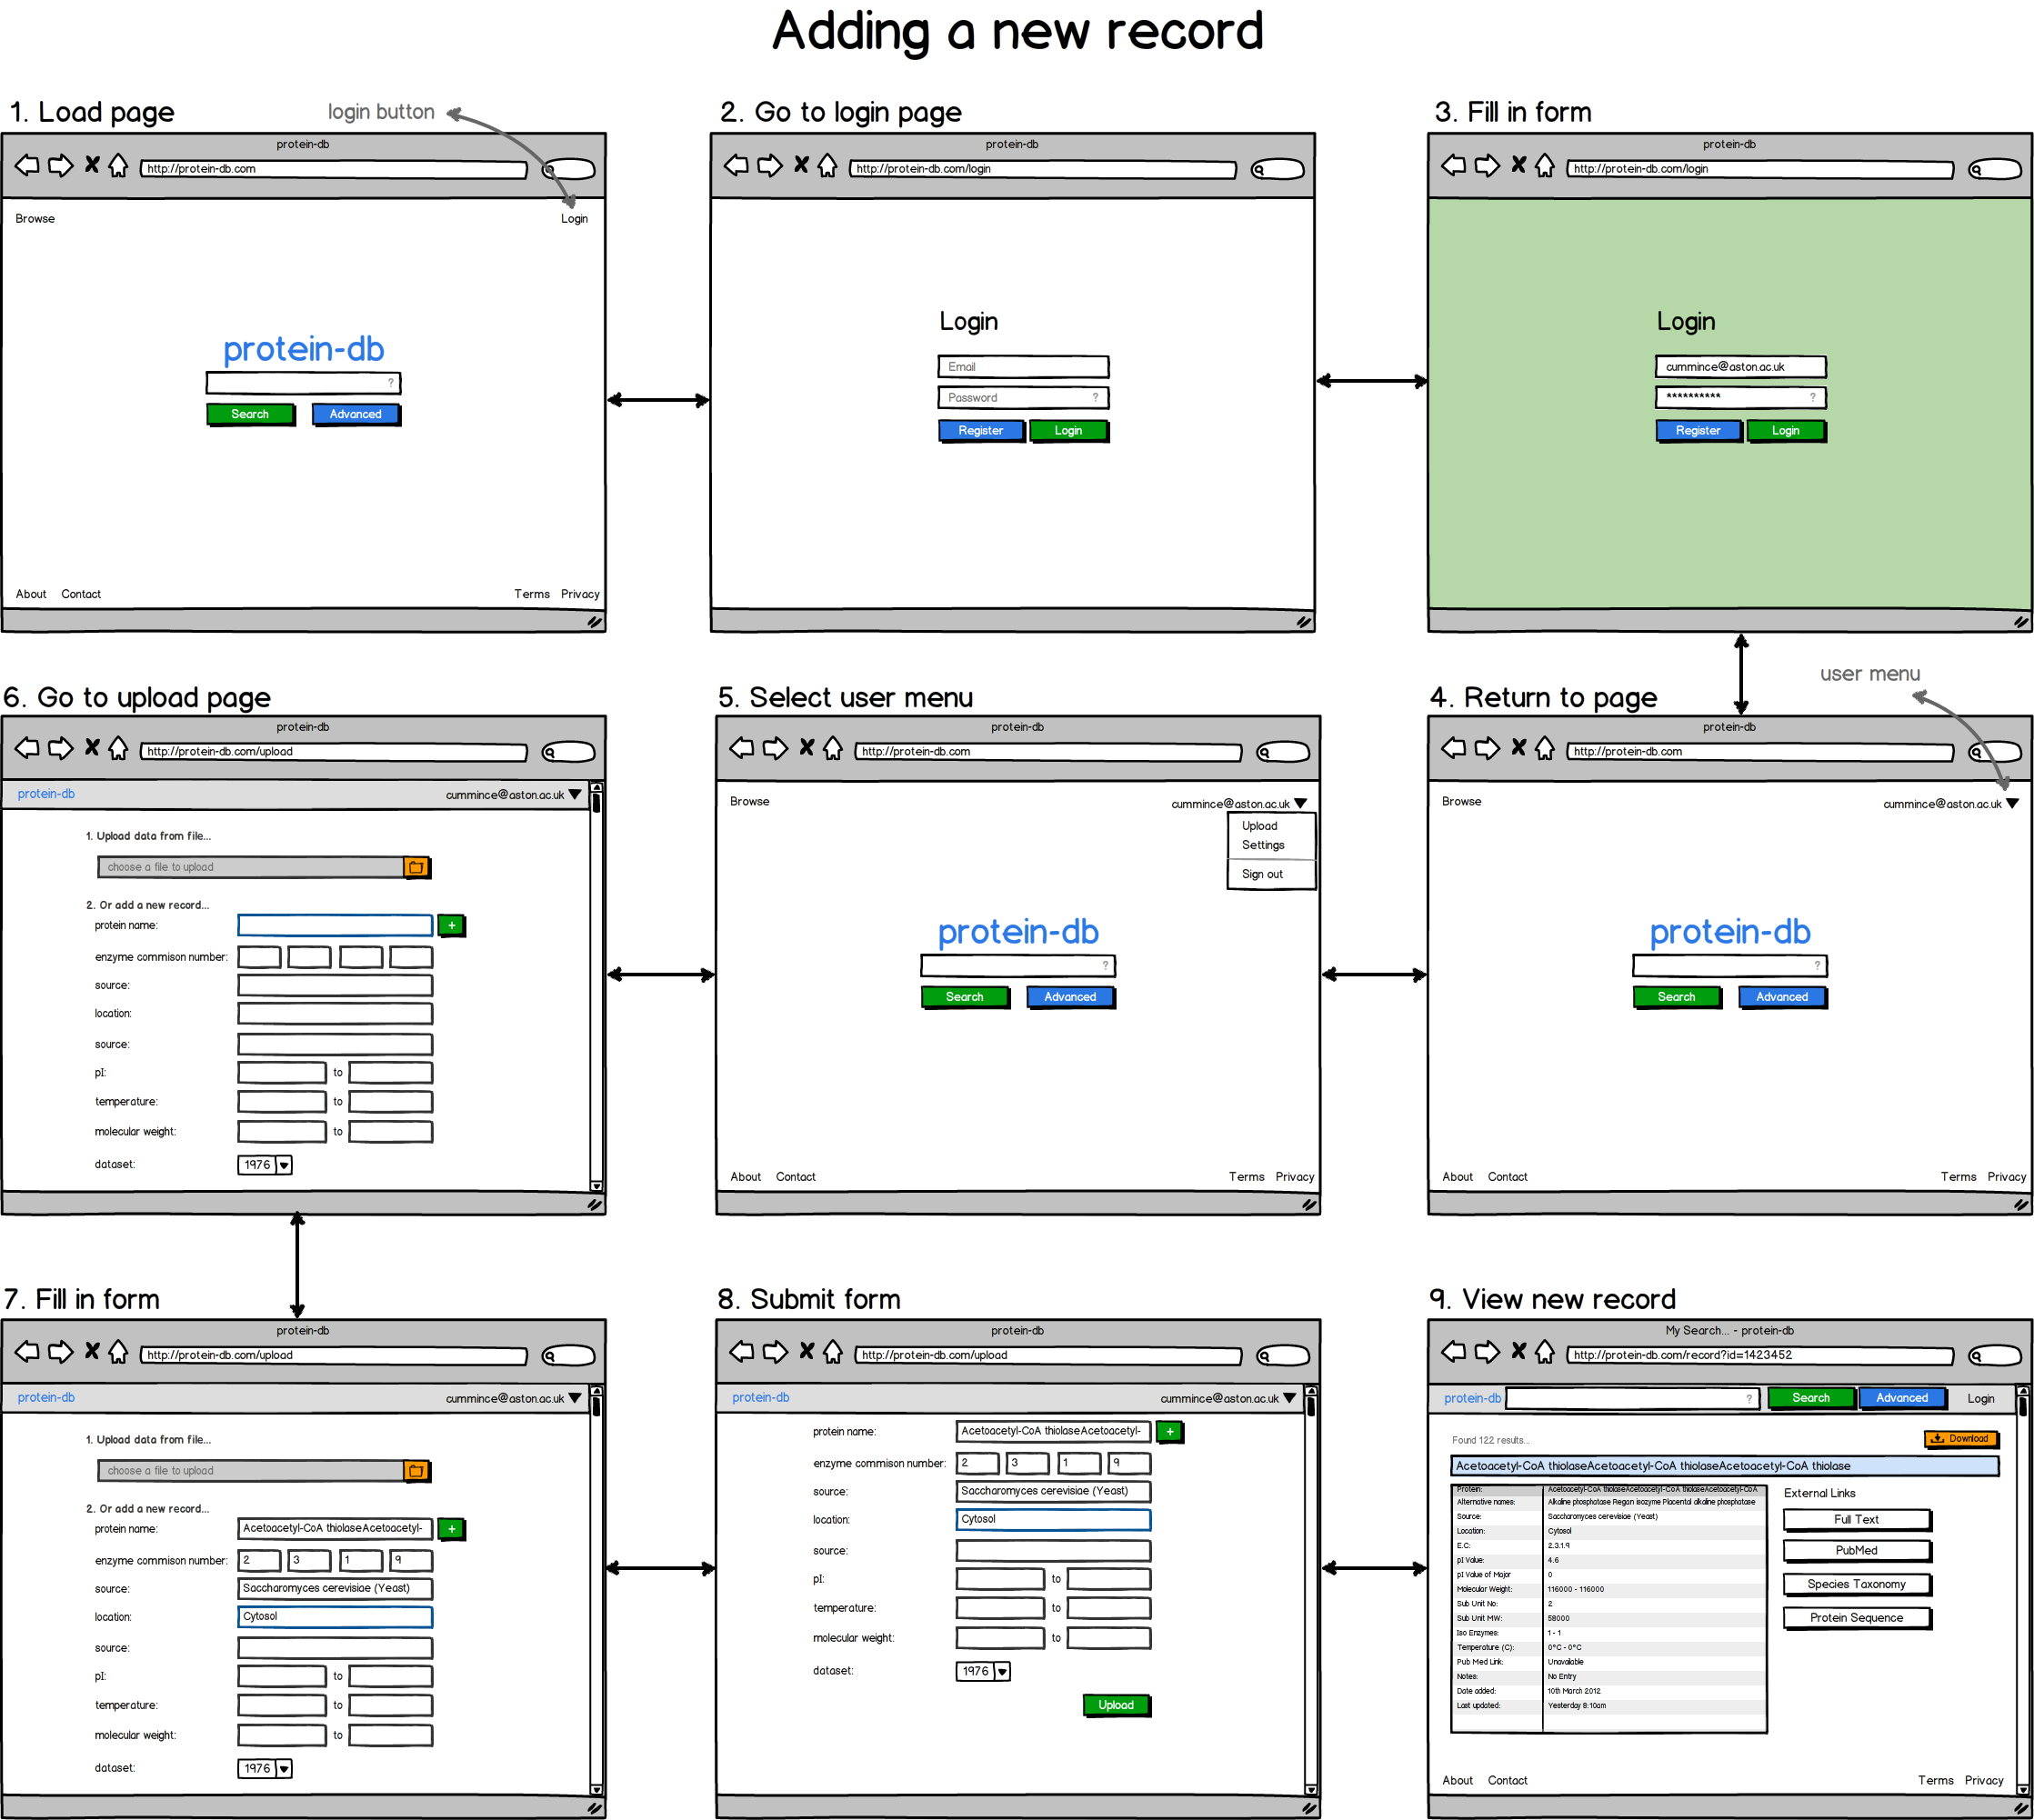 Adding a new record
1. Load page
login button
protein-db
http://protein-db.com
Browse
Login
protein-db
?
Search
Advanced
About
Contact
Terms
Privacy
2. Go to login page
protein-db
http://protein-db.com/login
Login
Email
Password
?
Register
Login
3. Fill in form
protein-db
http://protein-db.com/login
Login
cummince@aston.ac.uk
**********
?
Register
Login
4. Return to page
user menu
protein-db
http://protein-db.com
Browse
cummince@aston.ac.uk
protein-db
?
Search
Advanced
About
Contact
Terms
Privacy
5. Select user menu
protein-db
http://protein-db.com
Browse
cummince@aston.ac.uk
Upload
Settings
Sign out
protein-db
?
Search
Advanced
About
Contact
Terms
Privacy
6. Go to upload page
protein-db
http://protein-db.com/upload
protein-db
cummince@aston.ac.uk
1. Upload data from file...
choose a file to upload
2. Or add a new record...
protein name:
+
enzyme commison number:
source:
location:
source:
pI:
to
temperature:
to
molecular weight:
to
dataset:
1976
7. Fill in form
protein-db
http://protein-db.com/upload
protein-db
cummince@aston.ac.uk
1. Upload data from file...
choose a file to upload
2. Or add a new record...
protein name:
Acetoacetyl-CoA thiolaseAcetoacetyl-
+
enzyme commison number:
2 3 1 9
source:
Saccharomyces cerevisiae (Yeast)
location:
Cytosol
source:
pI:
to
temperature:
to
molecular weight:
to
dataset:
1976
8. Submit form
protein-db
http://protein-db.com/upload
protein-db
cummince@aston.ac.uk
protein name:
Acetoacetyl-CoA thiolaseAcetoacetyl-
+
enzyme commison number:
2 3 1 9
source:
Saccharomyces cerevisiae (Yeast)
location:
Cytosol
source:
pI:
to
temperature:
to
molecular weight:
to
dataset:
1976
Upload
9. View new record
My Search... - protein-db
http://protein-db.com/record?id=1423452
protein-db
?
Search
Advanced
Login
Found 122 results...
Download
Acetoacetyl-CoA thiolaseAcetoacetyl-CoA thiolaseAcetoacetyl-CoA thiolase
Protein: Acetoacetyl-CoA thiolaseAcetoacetyl-CoA thiolaseAcetoacetyl-CoA
Alternative names: Alkaline phosphatase Regan isozyme Placental alkaline phosphatase
Source: Saccharomyces cerevisiae (Yeast)
Location: Cytosol
E.C: 2.3.1.9
pI Value: 4.6
pI Value of Major 0
Molecular Weight: 116000 - 116000
Sub Unit No: 2
Sub Unit MW: 58000
Iso Enzymes: 1 - 1
Temperature (C): 0°C - 0°C
Pub Med Link: Unavailable
Notes: No Entry
Date added: 10th March 2012
Last updated: Yesterday 8:10am
External Links
Full Text
PubMed
Species Taxonomy
Protein Sequence
About
Contact
Terms
Privacy